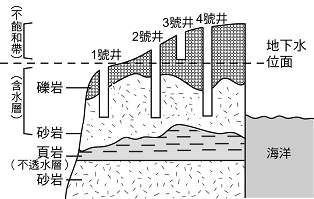 (不飽和帶)
1號井
2號井
3號井
4號井
地下水
位面
(含水層)
礫岩
砂岩
頁岩
(不透水層)
砂岩
海洋